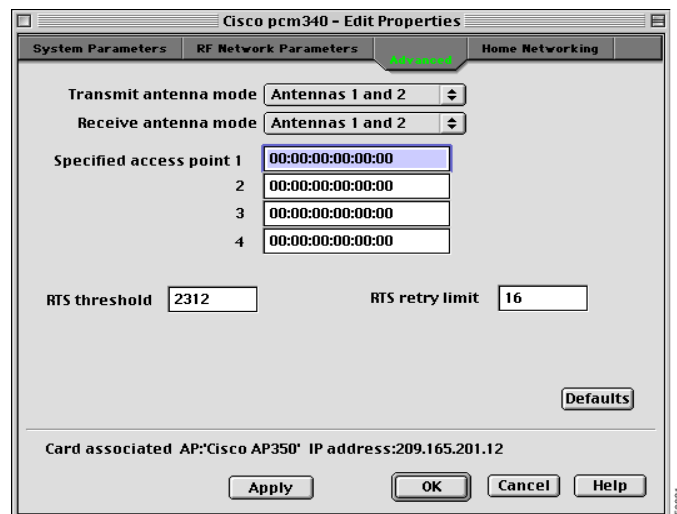 Cisco pcm340 - Edit Properties
System Parameters RF Network Parameters Advanced Home Networking
Transmit antenna mode Antennas 1 and 2
Receive antenna mode Antennas 1 and 2
Specified access point 1 00:00:00:00:00:00
2 00:00:00:00:00:00
3 00:00:00:00:00:00
4 00:00:00:00:00:00
RTS threshold 2312 RTS retry limit 16
Defaults
Card associated AP:'Cisco AP350' IP address:209.165.201.12
Apply OK Cancel Help